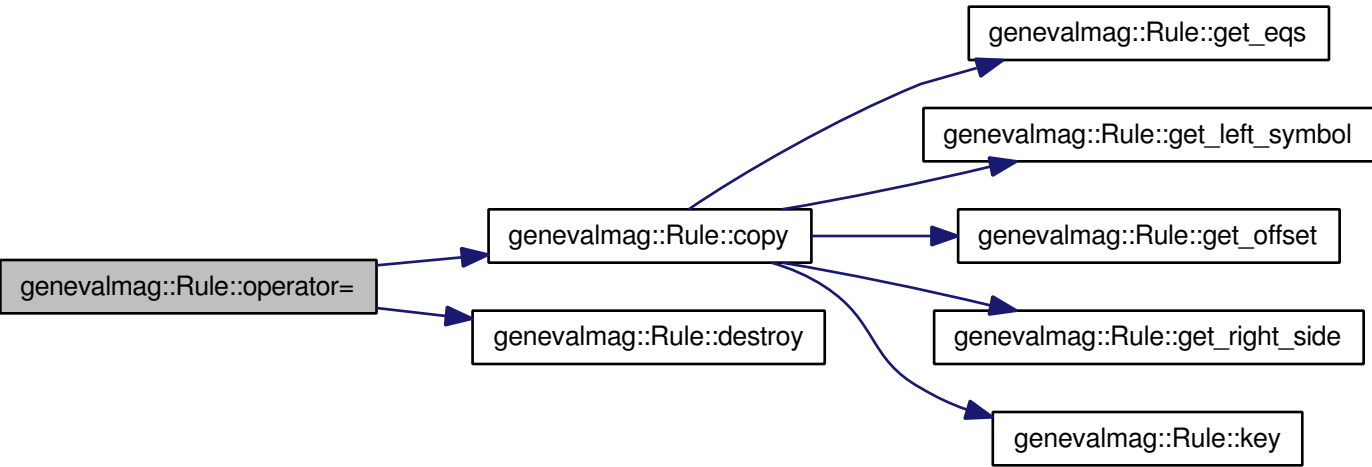 genevalmag::Rule::get_eqs
genevalmag::Rule::get_left_symbol
genevalmag::Rule::copy
genevalmag::Rule::get_offset
genevalmag::Rule::operator=
genevalmag::Rule::destroy
genevalmag::Rule::get_right_side
genevalmag::Rule::key